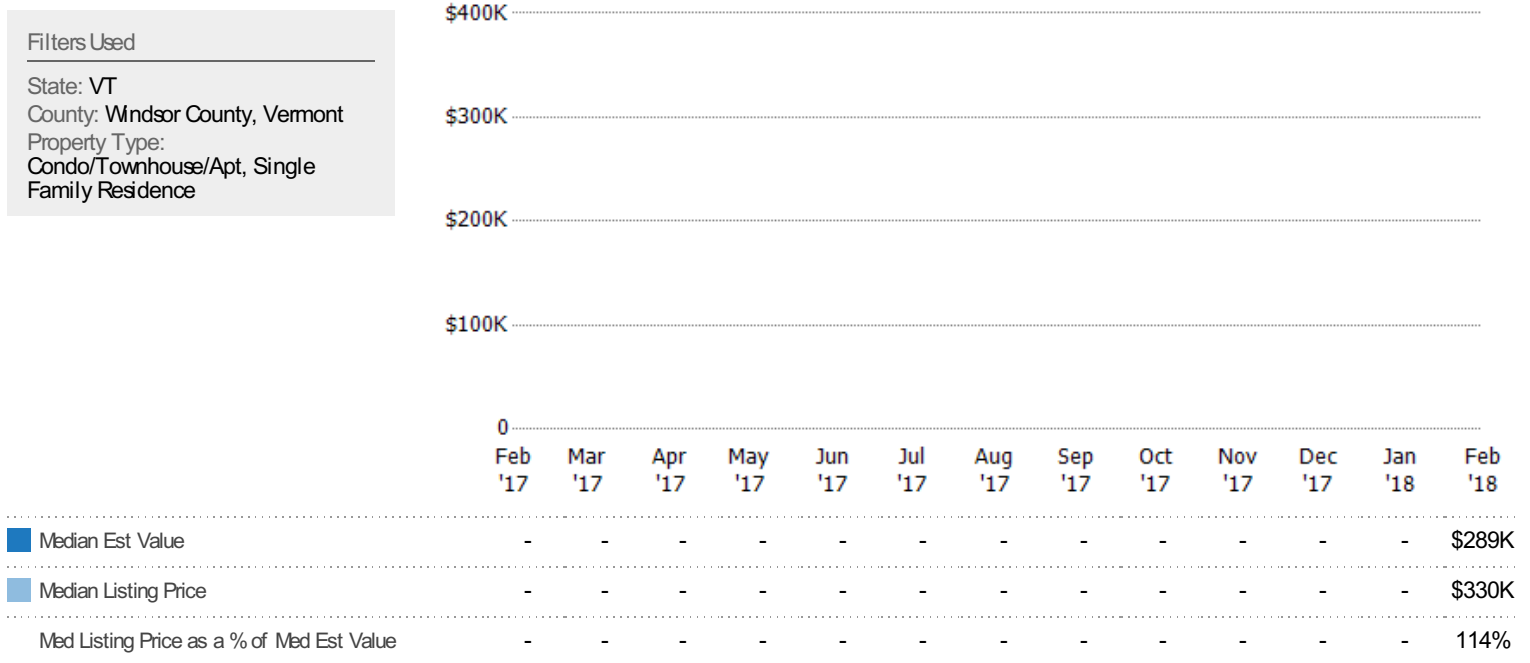 Filters Used
State: VT
County: Windsor County, Vermont
Property Type:
Condo/Townhouse/Apt, Single
Family Residence
$400K
$300K
$200K
$100K
0
Feb Mar Apr May Jun Jul Aug Sep Oct Nov Dec Jan Feb
'17 '17 '17 '17 '17 '17 '17 '17 '17 '17 '17 '18 '18
Median Est Value - - - - - - - - - - - - $289K
Median Listing Price - - - - - - - - - - - - $330K
Med Listing Price as a % of Med Est Value - - - - - - - - - - - - 114%